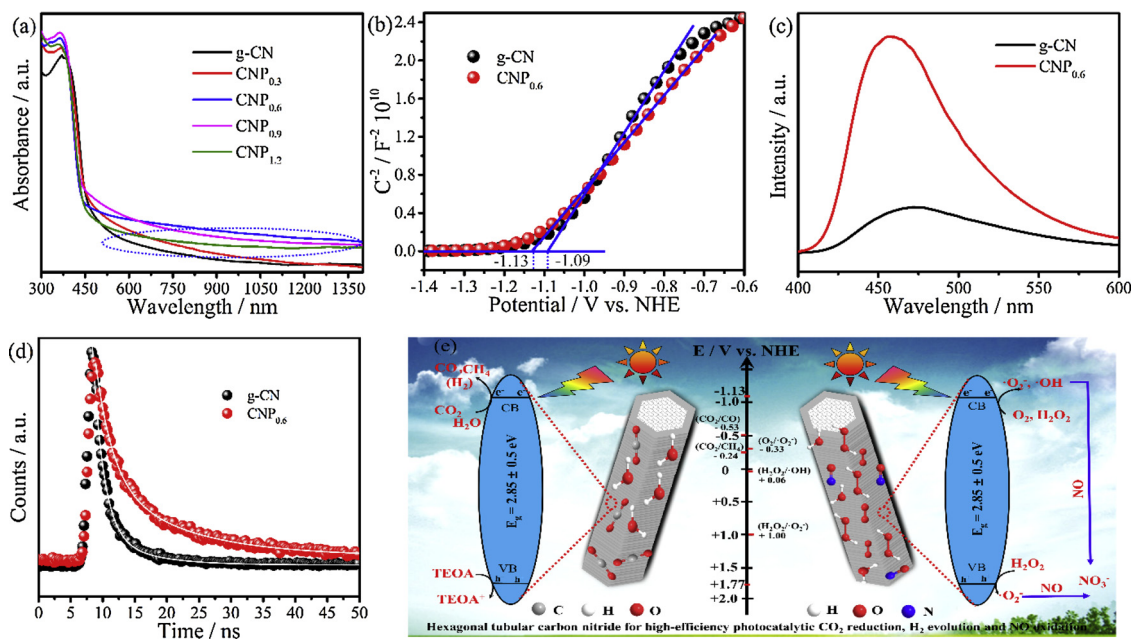 (a)
g-CN
CNP0.3
CNP0.6
CNP0.9
CNP1.2
Absorbance / a.u.
300 450 600 750 900 1050 1200 1350
Wavelength / nm
(b)
g-CN
CNP0.6
C-2 / F-2 10^10
2.4
2.0
1.6
1.2
0.8
0.4
0.0
-1.13
-1.09
-1.4 -1.3 -1.2 -1.1 -1.0 -0.9 -0.8 -0.7 -0.6
Potential / V vs. NHE
(c)
g-CN
CNP0.6
Intensity / a.u.
400 450 500 550 600
Wavelength / nm
(d)
g-CN
CNP0.6
Counts / a.u.
0 5 10 15 20 25 30 35 40 45 50
Time / ns
(e)
E / V vs. NHE
CO,CH4
(H2)
CO2
H2O
e- e-
CB
Eg = 2.85 ± 0.5 eV
VB
h h
TEOA
TEOA+
C H O
-1.13
-1.0
-0.5
0
+0.5
+1.0
+1.5
+1.77
+2.0
(CO2/CO)
- 0.53
(CO2/CH4)
- 0.24
(O2/·O2-)
- 0.33
(H2O2/·OH)
+ 0.06
(H2O2/·O2-)
+ 1.00
e- e-
CB
Eg = 2.85 ± 0.5 eV
VB
h h
·O2-, ·OH
O2, H2O2
NO
H2O2
·O2-
NO
NO3-
H O N
Hexagonal tubular carbon nitride for high-efficiency photocatalytic CO2 reduction, H2 evolution and NO oxidation